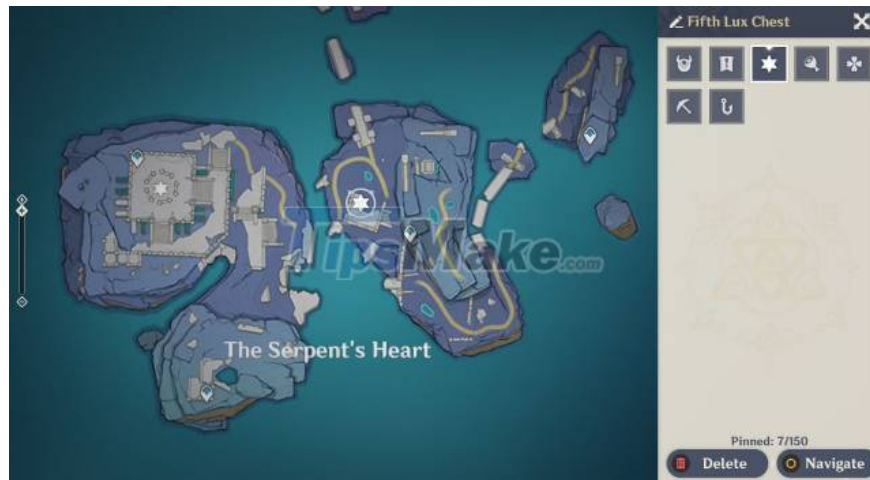 Fifth Lux Chest
TipsMake.com
The Serpent's Heart
Pinned: 7/150
Delete
Navigate